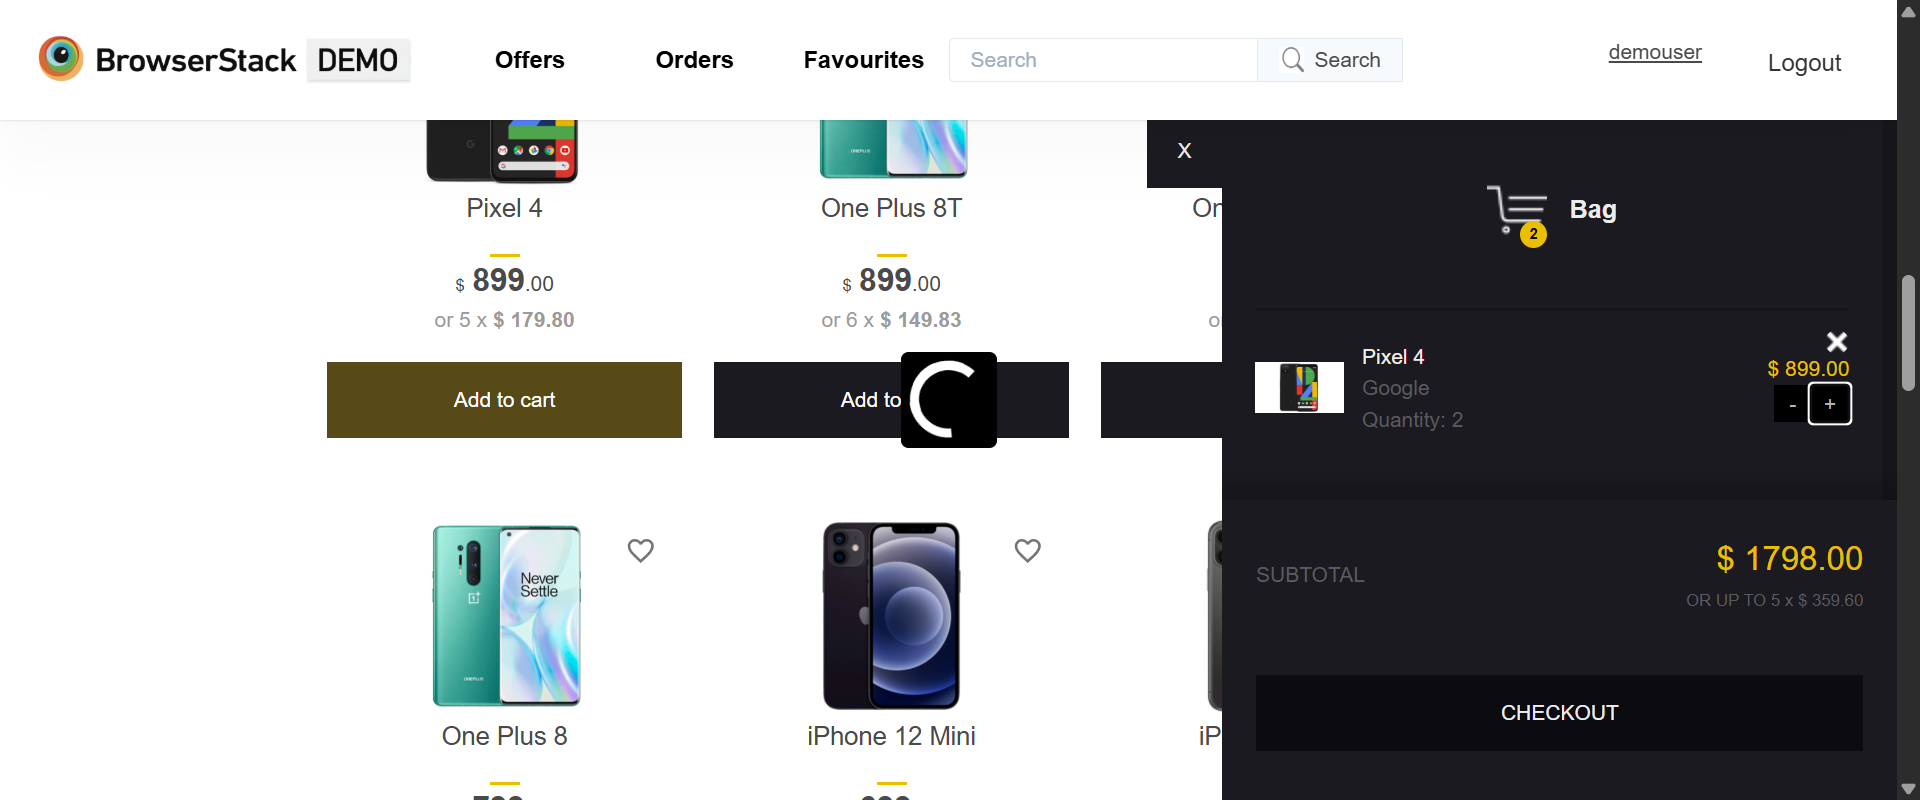 BrowserStack DEMO
Offers
Orders
Favourites
Search
Search
demouser
Logout
Pixel 4
$ 899.00
or 5 x $ 179.80
Add to cart
One Plus 8T
$ 899.00
or 6 x $ 149.83
Add to
On
X
2
Bag
Pixel 4
Google
Quantity: 2
$ 899.00
- +
SUBTOTAL
$ 1798.00
OR UP TO 5 x $ 359.60
CHECKOUT
Never
Settle
ONEPLUS
One Plus 8
iPhone 12 Mini
iP